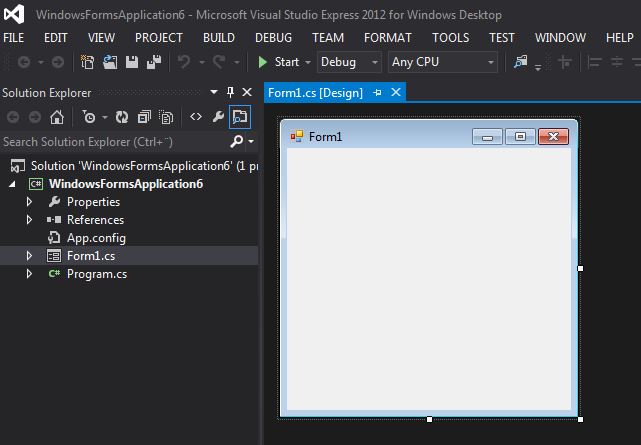 WindowsFormsApplication6 - Microsoft Visual Studio Express 2012 for Windows Desktop
FILE EDIT VIEW PROJECT BUILD DEBUG TEAM FORMAT TOOLS TEST WINDOW HELP
Start Debug Any CPU
Solution Explorer
Form1.cs [Design]
Search Solution Explorer (Ctrl+¨)
Form1
Solution 'WindowsFormsApplication6' (1 pr
C# WindowsFormsApplication6
Properties
References
App.config
Form1.cs
C# Program.cs